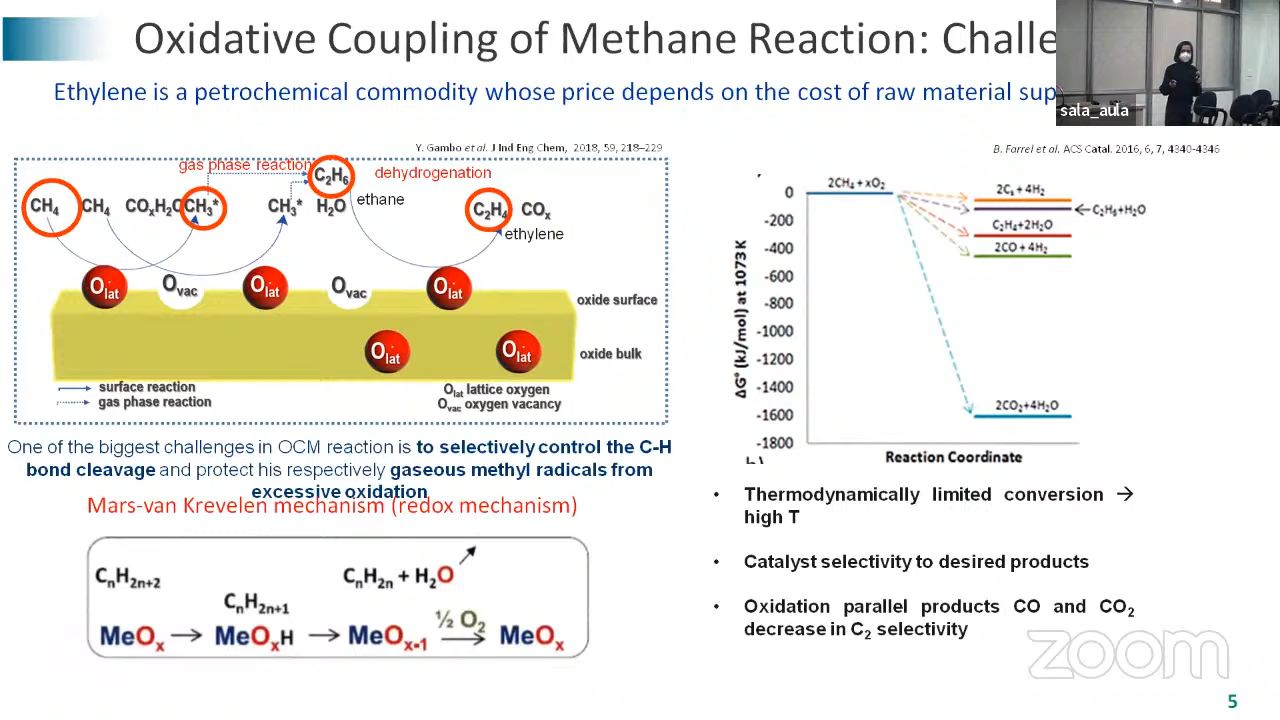 Oxidative Coupling of Methane Reaction: Challe
Ethylene is a petrochemical commodity whose price depends on the cost of raw material sup
sala_aula
Y. Gambo et al. J Ind Eng Chem, 2018, 59, 218–229
gas phase reaction
C₂H₆
dehydrogenation
CH₄ CH₄ COₓH₂O CH₃* CH₃* H₂O ethane C₂H₄ COₓ
ethylene
Olat Ovac Olat Ovac Olat
oxide surface
Olat Olat oxide bulk
surface reaction
gas phase reaction
Olat lattice oxygen
Ovac oxygen vacancy
One of the biggest challenges in OCM reaction is to selectively control the C-H
bond cleavage and protect his respectively gaseous methyl radicals from
excessive oxidation
Mars-van Krevelen mechanism (redox mechanism)
CnH2n+2 CnH2n + H₂O
CnH2n+1
MeOₓ → MeOₓH → MeOₓ₋₁ ½ O₂ → MeOₓ
B. Farrel et al. ACS Catal. 2016, 6, 7, 4340-4346
ΔG° (kJ/mol) at 1073 K
0
-200
-400
-600
-800
-1000
-1200
-1400
-1600
-1800
2CH₄ + xO₂
2Cₛ + 4H₂
←C₂H₆+H₂O
C₂H₄+2H₂O
2CO + 4H₂
2CO₂+4H₂O
Reaction Coordinate
• Thermodynamically limited conversion →
high T
• Catalyst selectivity to desired products
• Oxidation parallel products CO and CO₂
decrease in C₂ selectivity
zoom
5